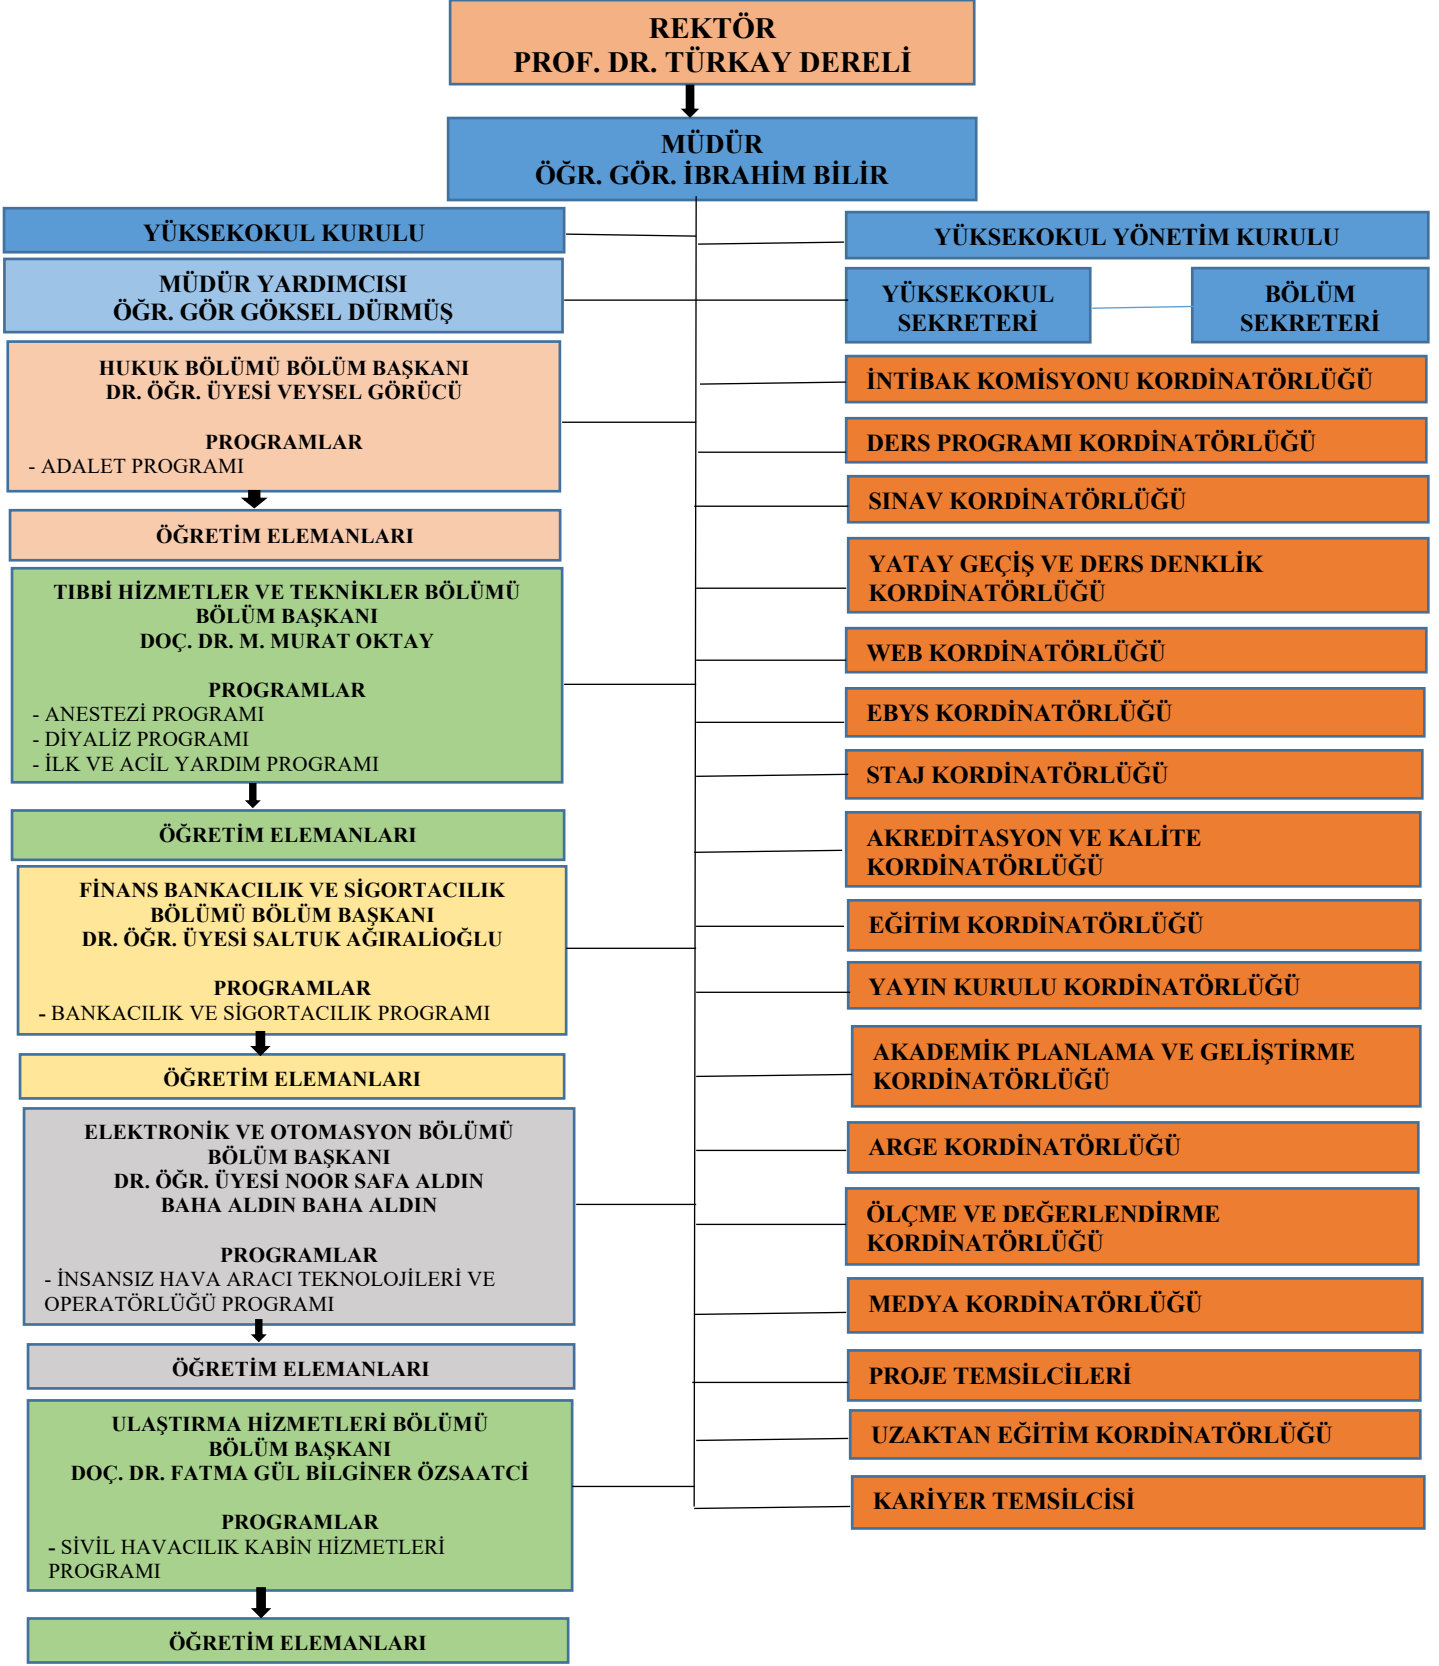 REKTÖR
PROF. DR. TÜRKAY DERELİ
MÜDÜR
ÖĞR. GÖR. İBRAHİM BİLİR
YÜKSEKOKUL KURULU
MÜDÜR YARDIMCISI
ÖĞR. GÖR GÖKSEL DÜRMÜŞ
HUKUK BÖLÜMÜ BÖLÜM BAŞKANI
DR. ÖĞR. ÜYESİ VEYSEL GÖRÜCÜ
PROGRAMLAR
- ADALET PROGRAMI
ÖĞRETİM ELEMANLARI
TIBBİ HİZMETLER VE TEKNİKLER BÖLÜMÜ
BÖLÜM BAŞKANI
DOÇ. DR. M. MURAT OKTAY
PROGRAMLAR
- ANESTEZİ PROGRAMI
- DİYALİZ PROGRAMI
- İLK VE ACİL YARDIM PROGRAMI
ÖĞRETİM ELEMANLARI
FİNANS BANKACILIK VE SİGORTACILIK
BÖLÜMÜ BÖLÜM BAŞKANI
DR. ÖĞR. ÜYESİ SALTUK AĞIRALİOĞLU
PROGRAMLAR
- BANKACILIK VE SİGORTACILIK PROGRAMI
ÖĞRETİM ELEMANLARI
ELEKTRONİK VE OTOMASYON BÖLÜMÜ
BÖLÜM BAŞKANI
DR. ÖĞR. ÜYESİ NOOR SAFA ALDIN
BAHA ALDIN BAHA ALDIN
PROGRAMLAR
- İNSANSIZ HAVA ARACI TEKNOLOJİLERİ VE
OPERATÖRLÜĞÜ PROGRAMI
ÖĞRETİM ELEMANLARI
ULAŞTIRMA HİZMETLERİ BÖLÜMÜ
BÖLÜM BAŞKANI
DOÇ. DR. FATMA GÜL BİLGİNER ÖZSAATCİ
PROGRAMLAR
- SİVİL HAVACILIK KABİN HİZMETLERİ
PROGRAMI
ÖĞRETİM ELEMANLARI
YÜKSEKOKUL YÖNETİM KURULU
YÜKSEKOKUL
SEKRETERİ
BÖLÜM
SEKRETERİ
İNTİBAK KOMİSYONU KORDİNATÖRLÜĞÜ
DERS PROGRAMI KORDİNATÖRLÜĞÜ
SINAV KORDİNATÖRLÜĞÜ
YATAY GEÇİŞ VE DERS DENKLİK
KORDİNATÖRLÜĞÜ
WEB KORDİNATÖRLÜĞÜ
EBYS KORDİNATÖRLÜĞÜ
STAJ KORDİNATÖRLÜĞÜ
AKREDİTASYON VE KALİTE
KORDİNATÖRLÜĞÜ
EĞİTİM KORDİNATÖRLÜĞÜ
YAYIN KURULU KORDİNATÖRLÜĞÜ
AKADEMİK PLANLAMA VE GELİŞTİRME
KORDİNATÖRLÜĞÜ
ARGE KORDİNATÖRLÜĞÜ
ÖLÇME VE DEĞERLENDİRME
KORDİNATÖRLÜĞÜ
MEDYA KORDİNATÖRLÜĞÜ
PROJE TEMSİLCİLERİ
UZAKTAN EĞİTİM KORDİNATÖRLÜĞÜ
KARİYER TEMSİLCİSİ